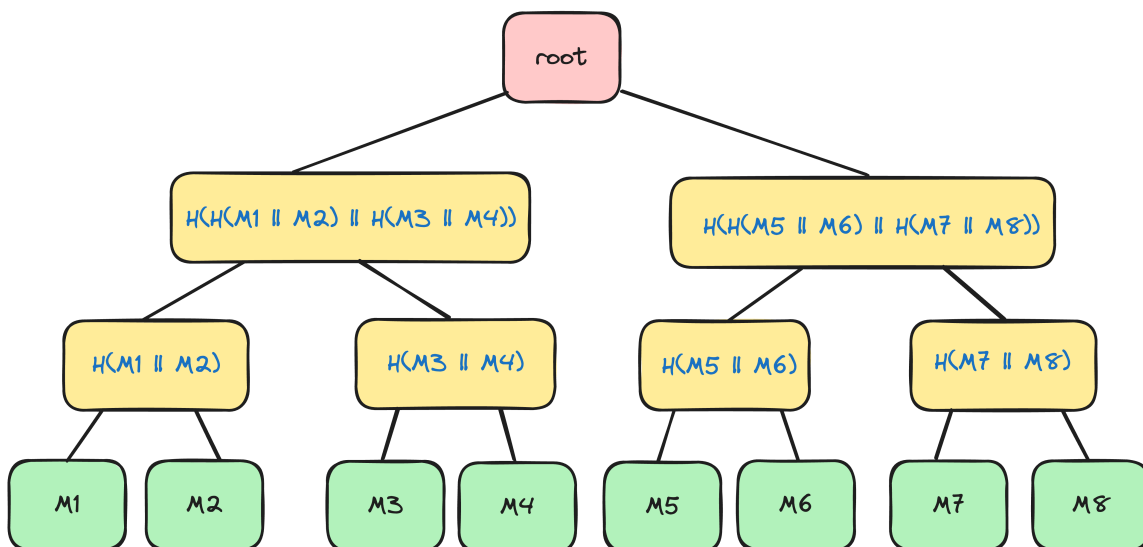 root
H(H(M1 || M2) || H(M3 || M4))
H(H(M5 || M6) || H(M7 || M8))
H(M1 || M2)
H(M3 || M4)
H(M5 || M6)
H(M7 || M8)
M1
M2
M3
M4
M5
M6
M7
M8